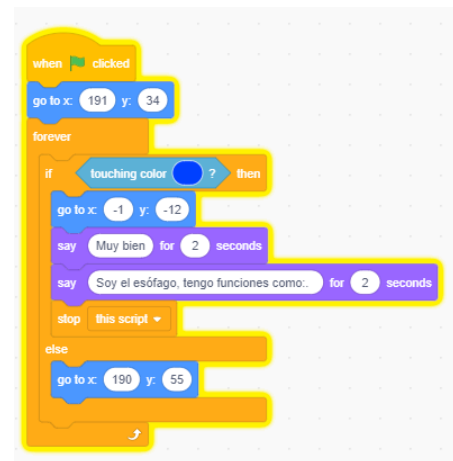 when clicked
go to x: 191 y: 34
forever
if touching color ? then
go to x: -1 y: -12
say Muy bien for 2 seconds
say Soy el esófago, tengo funciones como:. for 2 seconds
stop this script
else
go to x: 190 y: 55